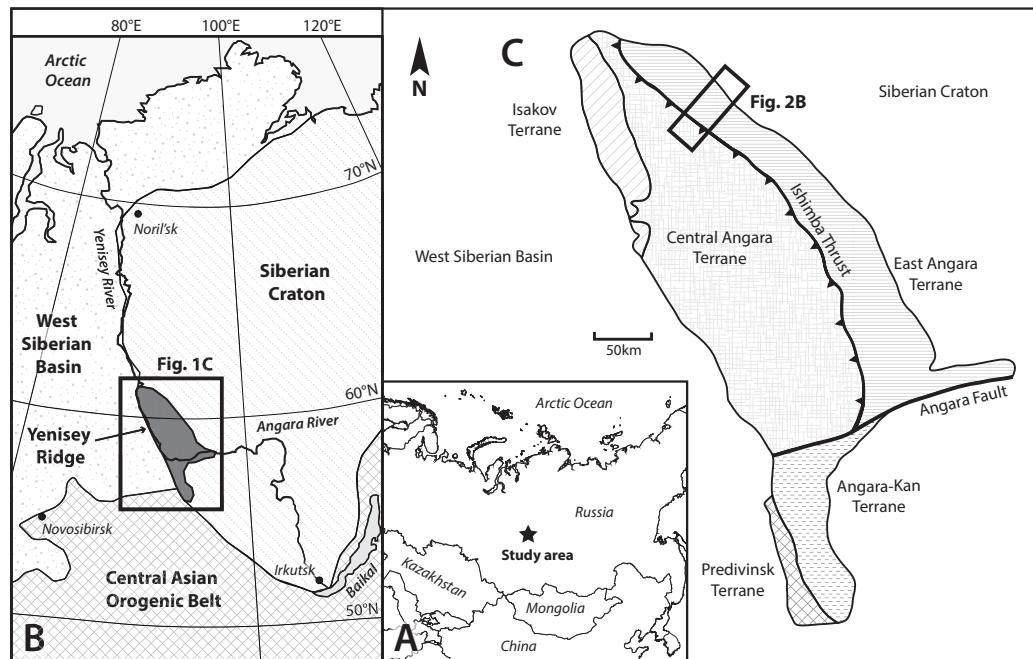 80°E
100°E
120°E
Arctic
Ocean
70°N
Noril'sk
Yenisey River
Siberian
Craton
West
Siberian
Basin
Fig. 1C
60°N
Yenisey
Ridge
Angara River
Novosibirsk
Irkutsk
Baikal
Central Asian
Orogenic Belt
50°N
B
N
Arctic Ocean
Russia
Study area
Kazakhstan
Mongolia
China
A
C
Isakov
Terrane
Fig. 2B
Siberian Craton
West Siberian Basin
Central Angara
Terrane
Ishimba Thrust
East Angara
Terrane
50km
Angara Fault
Angara-Kan
Terrane
Predivinsk
Terrane